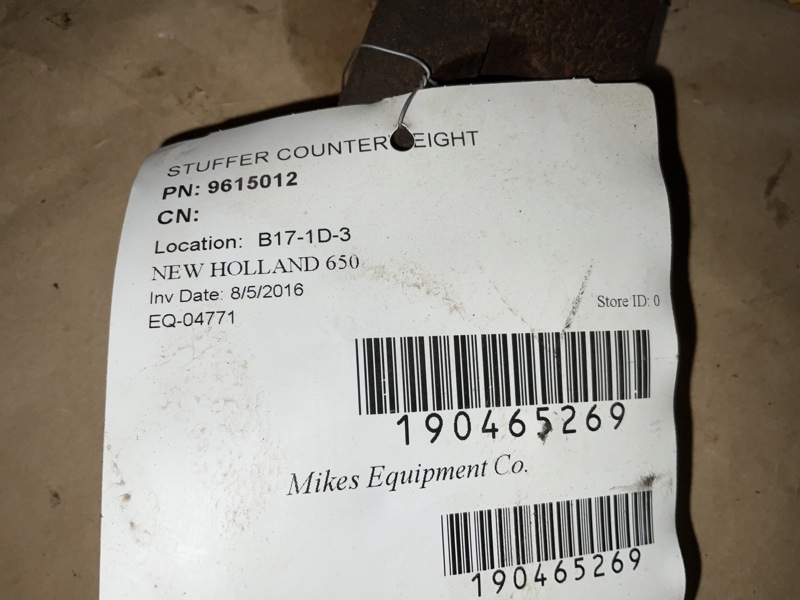 STUFFER COUNTERWEIGHT
PN: 9615012
CN:
Location: B17-1D-3
NEW HOLLAND 650
Inv Date: 8/5/2016
EQ-04771
Store ID: 0
190465269
Mikes Equipment Co.
190465269